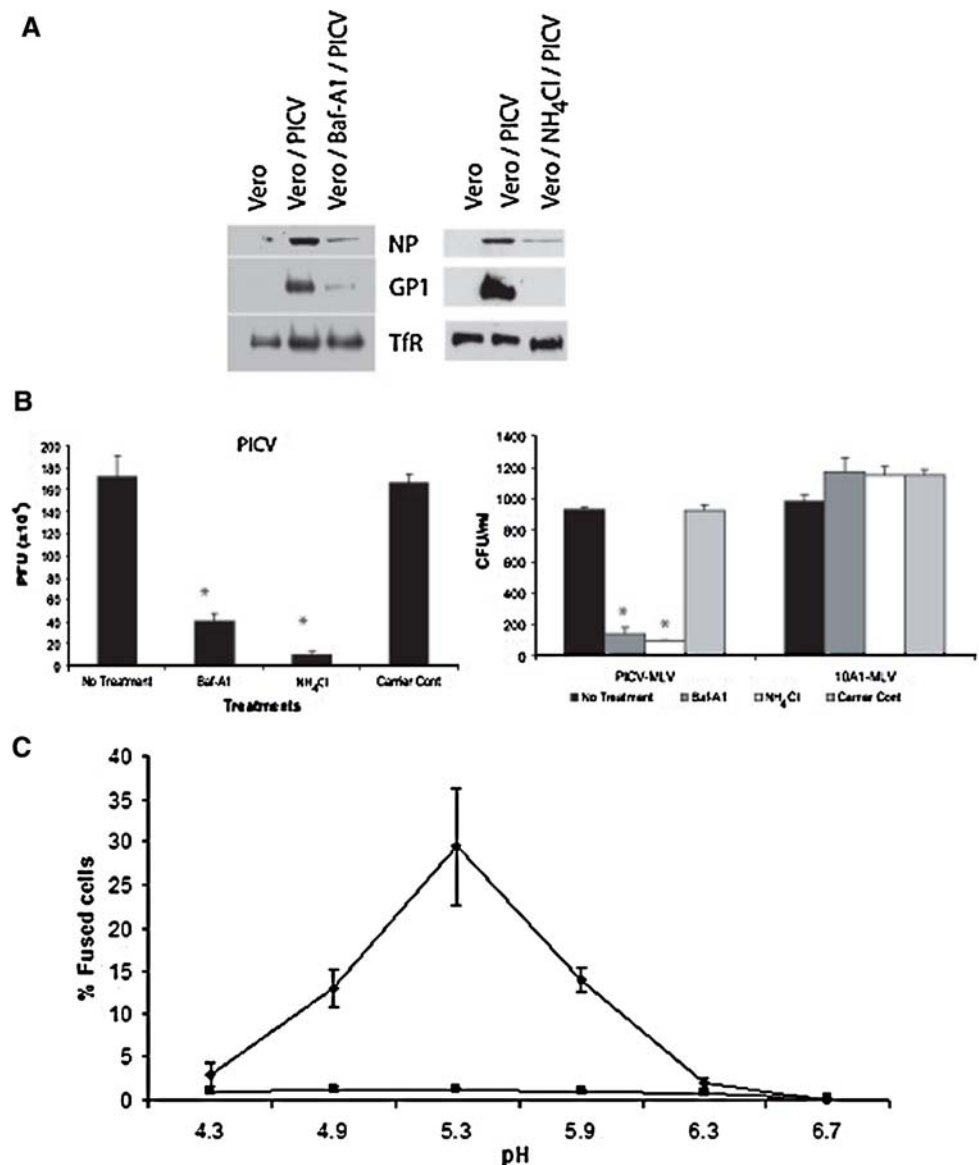 A
Vero
Vero / PICV
Vero / Baf-A1 / PICV
Vero
Vero / PICV
Vero / NH4Cl / PICV
NP
GP1
TfR
B
PICV
200
180
160
140
120
100
80
60
40
20
0
*
*
No Treatment Baf-A1 NH4Cl Carrier Cont
Treatments
CFU/ml
1400
1200
1000
800
600
400
200
0
*
*
PICV-MLV 10A1-MLV
No Treatment Baf-A1 NH4Cl Carrier Cont
C
% Fused cells
40
35
30
25
20
15
10
5
0
4.3 4.9 5.3 5.9 6.3 6.7
pH